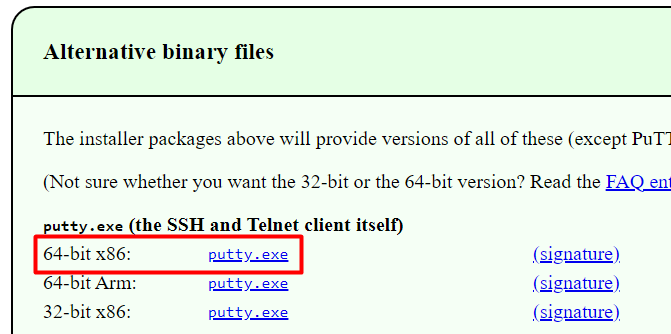 Alternative binary files
The installer packages above will provide versions of all of these (except PuTT
(Not sure whether you want the 32-bit or the 64-bit version? Read the FAQ ent
putty.exe (the SSH and Telnet client itself)
64-bit x86: putty.exe (signature)
64-bit Arm: putty.exe (signature)
32-bit x86: putty.exe (signature)